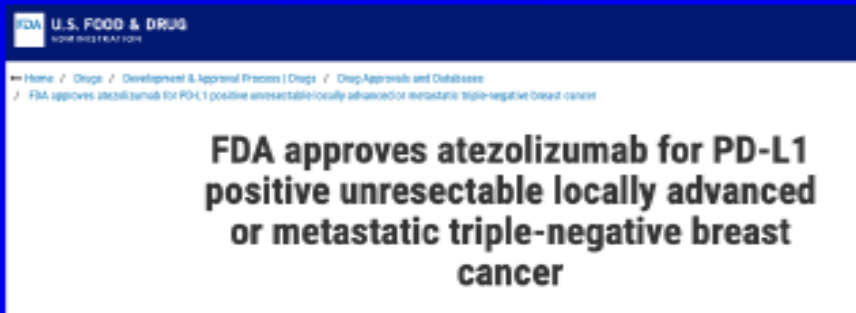 FDA U.S. FOOD & DRUG
ADMINISTRATION
Home / Drugs / Development & Approval Process | Drugs / Drug Approvals and Databases
/ FDA approves atezolizumab for PD-L1 positive unresectable locally advanced or metastatic triple-negative breast cancer
FDA approves atezolizumab for PD-L1
positive unresectable locally advanced
or metastatic triple-negative breast
cancer